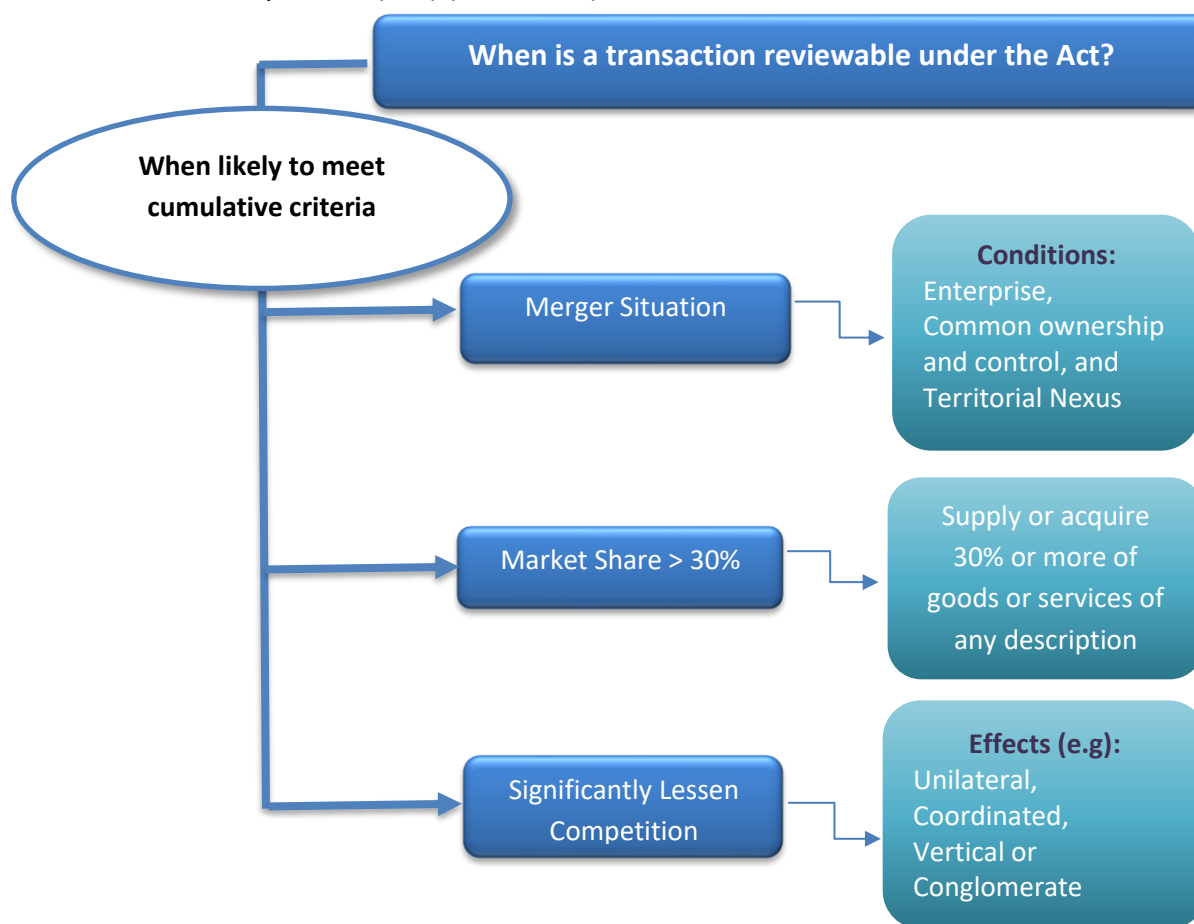 When is a transaction reviewable under the Act?
When likely to meet
cumulative criteria
Merger Situation
Conditions:
Enterprise,
Common ownership
and control, and
Territorial Nexus
Market Share > 30%
Supply or acquire
30% or more of
goods or services of
any description
Significantly Lessen
Competition
Effects (e.g):
Unilateral,
Coordinated,
Vertical or
Conglomerate